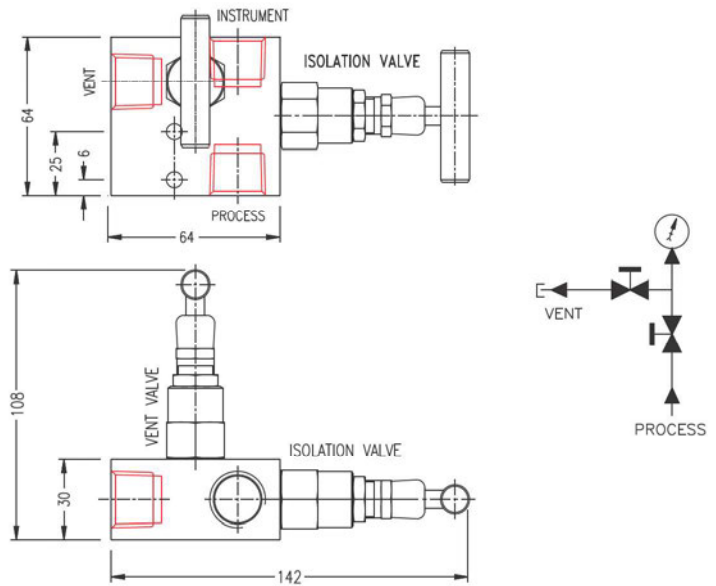 INSTRUMENT
ISOLATION VALVE
VENT
64
25
6
PROCESS
64
108
VENT VALVE
ISOLATION VALVE
30
142
VENT
PROCESS